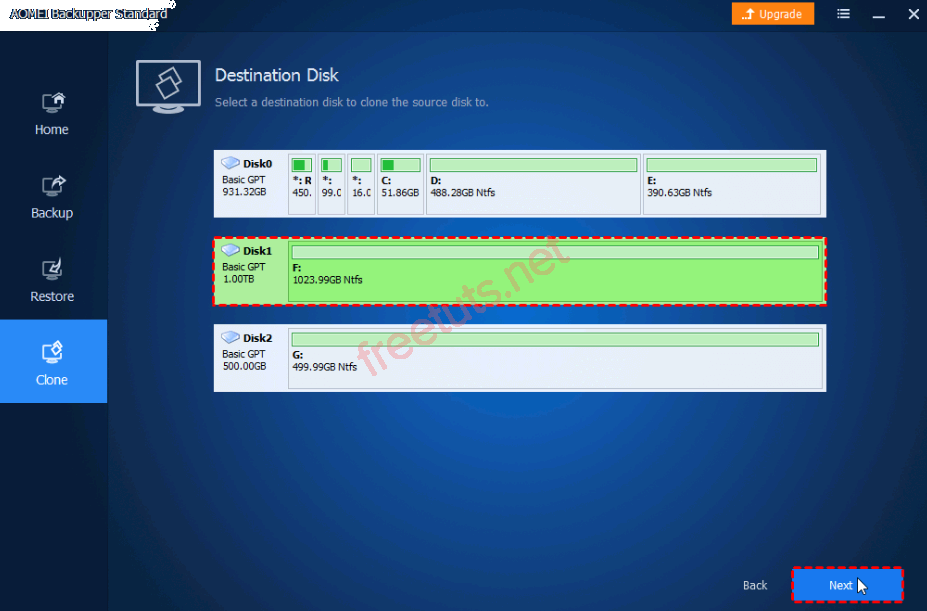 AOMEI Backupper Standard
Upgrade
Home
Backup
Restore
Clone
Destination Disk
Select a destination disk to clone the source disk to.
Disk0
Basic GPT
931.32GB
*: R
450.
*:
99.0
*:
16.0
C:
51.86GB
D:
488.28GB Ntfs
E:
390.63GB Ntfs
Disk1
Basic GPT
1.00TB
F:
1023.99GB Ntfs
Disk2
Basic GPT
500.00GB
G:
499.99GB Ntfs
freetuts.net
Back
Next